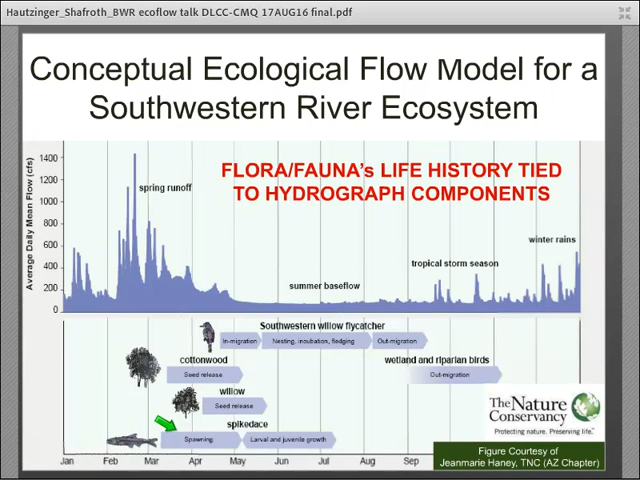 Hautzinger_Shafroth_BWR ecoflow talk DLCC-CMQ 17AUG16 final.pdf
Conceptual Ecological Flow Model for a
Southwestern River Ecosystem
FLORA/FAUNA's LIFE HISTORY TIED
TO HYDROGRAPH COMPONENTS
Average Daily Mean Flow (cfs)
1400
1200
1000
800
600
400
200
0
spring runoff
summer baseflow
tropical storm season
winter rains
Southwestern willow flycatcher
In-migration
Nesting, incubation, fledging
Out-migration
cottonwood
Seed release
wetland and riparian birds
Out-migration
willow
Seed release
spikedace
Spawning
Larval and juvenile growth
Jan Feb Mar Apr May Jun Jul Aug Sep
The Nature
Conservancy
Protecting nature. Preserving life.
Figure Courtesy of
Jeanmarie Haney, TNC (AZ Chapter)